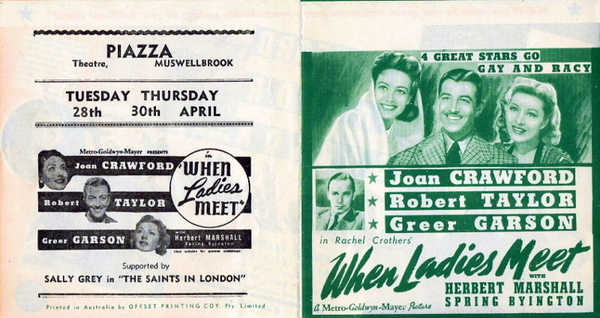 PIAZZA
Theatre, MUSWELLBROOK
TUESDAY THURSDAY
28th 30th APRIL
Metro-Goldwyn-Mayer PRESENTS
Joan CRAWFORD
Robert TAYLOR
Greer GARSON
in
"WHEN
Ladies
MEET"
WITH
Herbert MARSHALL
Spring Byington
Supported by
SALLY GREY in "THE SAINTS IN LONDON"
Printed in Australia by OFFSET PRINTING COY. Pty. Limited
4 GREAT STARS GO
GAY AND RACY
Joan CRAWFORD
Robert TAYLOR
Greer GARSON
in Rachel Crothers'
When Ladies Meet
WITH
HERBERT MARSHALL
SPRING BYINGTON
A Metro-Goldwyn-Mayer Picture